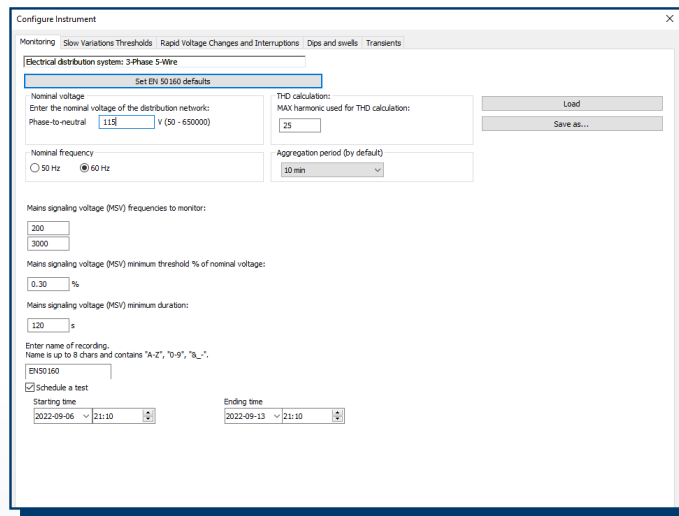 Configure Instrument
Monitoring Slow Variations Thresholds Rapid Voltage Changes and Interruptions Dips and swells Transients
Electrical distribution system: 3-Phase 5-Wire
Set EN 50160 defaults
Nominal voltage
Enter the nominal voltage of the distribution network:
Phase-to-neutral 115 V (50 - 650000)
THD calculation:
MAX harmonic used for THD calculation:
25
Load
Save as...
Nominal frequency
50 Hz 60 Hz
Aggregation period (by default)
10 min
Mains signaling voltage (MSV) frequencies to monitor:
200
3000
Mains signaling voltage (MSV) minimum threshold % of nominal voltage:
0.30 %
Mains signaling voltage (MSV) minimum duration:
120 s
Enter name of recording.
Name is up to 8 chars and contains "A-Z", "0-9", "&_-".
EN50160
Schedule a test
Starting time Ending time
2022-09-06 21:10 2022-09-13 21:10